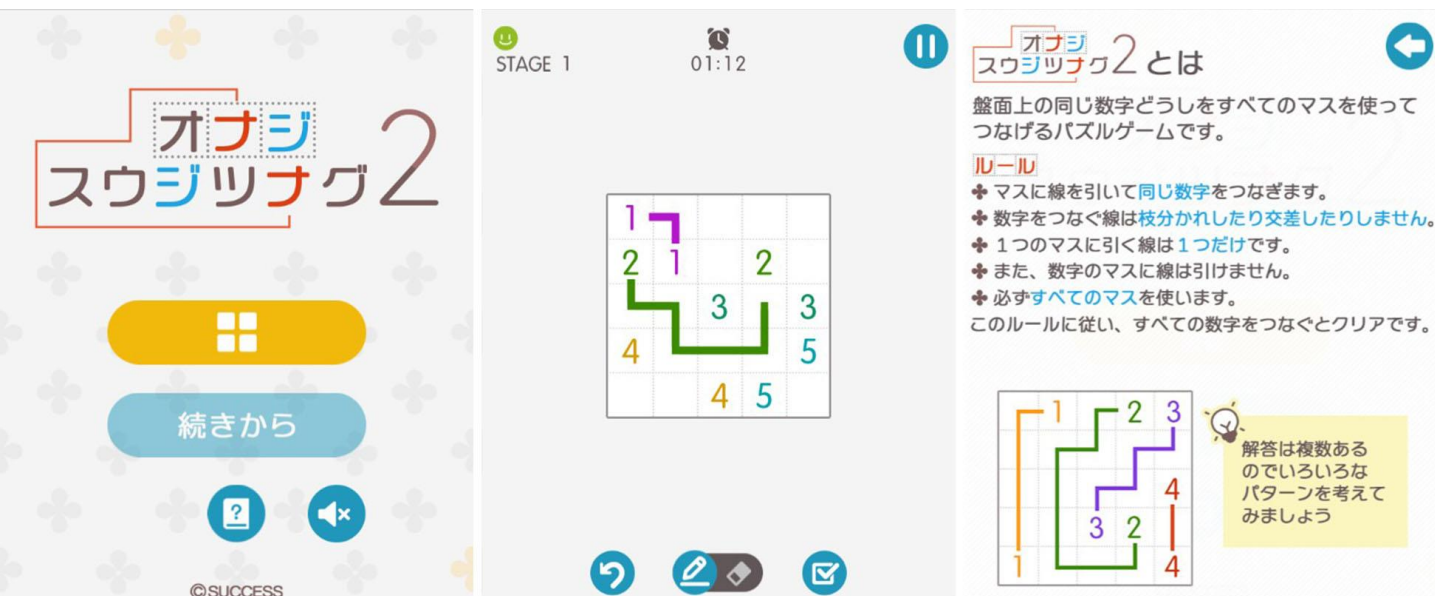 オナジ
スウジツナグ2
続きから
?
©SUCCESS
STAGE 1
01:12
1
2 1 2
3 3
4 5
4 5
オナジ
スウジツナグ2とは
盤面上の同じ数字どうしをすべてのマスを使って
つなげるパズルゲームです。
ルール
マスに線を引いて同じ数字をつなぎます。
数字をつなぐ線は枝分かれしたり交差したりしません。
1つのマスに引く線は1つだけです。
また、数字のマスに線は引けません。
必ずすべてのマスを使います。
このルールに従い、すべての数字をつなぐとクリアです。
1 2 3
4
3 2
1 4
解答は複数ある
のでいろいろな
パターンを考えて
みましょう